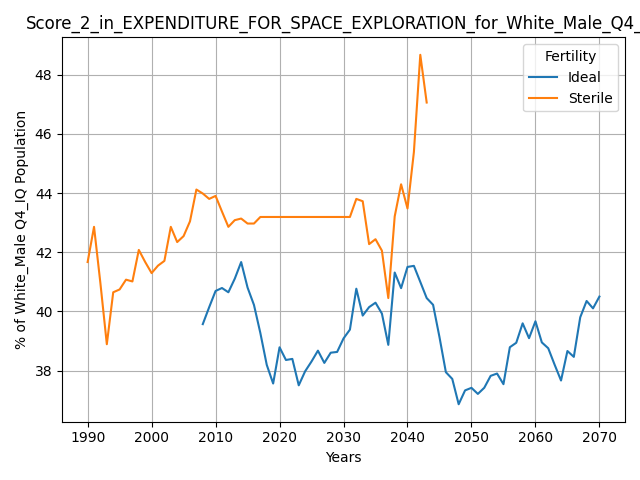 Score_2_in_EXPENDITURE_FOR_SPACE_EXPLORATION_for_White_Male_Q4_
Fertility
Ideal
Sterile
% of White_Male Q4_IQ Population
48
46
44
42
40
38
1990 2000 2010 2020 2030 2040 2050 2060 2070
Years